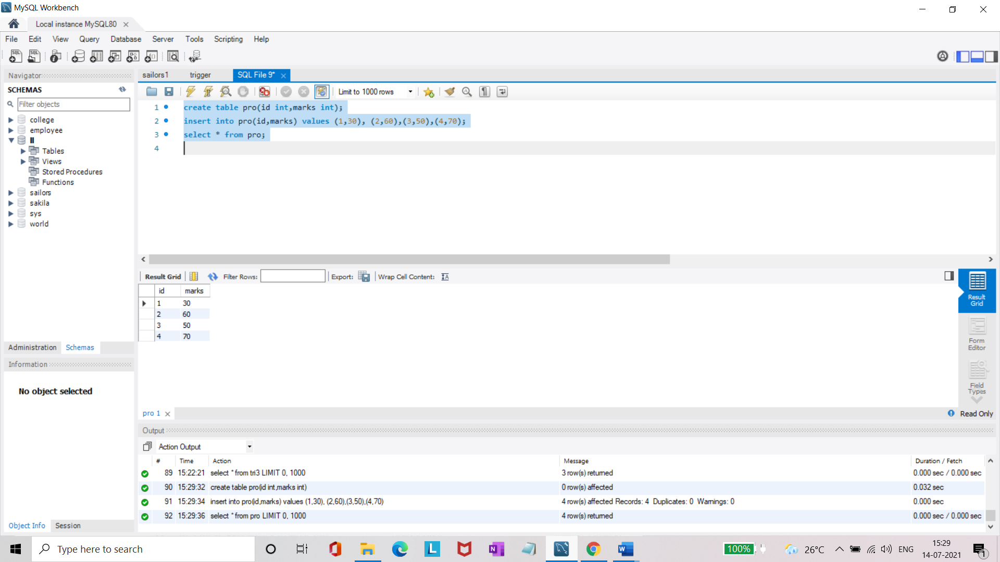 MySQL Workbench
Local instance MySQL80
File Edit View Query Database Server Tools Scripting Help
Navigator
SCHEMAS
Filter objects
college
employee
ll
Tables
Views
Stored Procedures
Functions
sailors
sakila
sys
world
Administration Schemas
Information
No object selected
Object Info Session
sailors1 trigger SQL File 9*
Limit to 1000 rows
1 create table pro(id int,marks int);
2 insert into pro(id,marks) values (1,30), (2,60),(3,50),(4,70);
3 select * from pro;
4
Result Grid Filter Rows: Export: Wrap Cell Content:
id marks
1 30
2 60
3 50
4 70
Result
Grid
Form
Editor
Field
Types
pro 1
Read Only
Output
Action Output
# Time Action Message Duration / Fetch
89 15:22:21 select * from tri3 LIMIT 0, 1000 3 row(s) returned 0.000 sec / 0.000 sec
90 15:29:32 create table pro(id int,marks int) 0 row(s) affected 0.032 sec
91 15:29:34 insert into pro(id,marks) values (1,30), (2,60),(3,50),(4,70) 4 row(s) affected Records: 4 Duplicates: 0 Warnings: 0 0.000 sec
92 15:29:36 select * from pro LIMIT 0, 1000 4 row(s) returned 0.000 sec / 0.000 sec
Type here to search
100%
26°C
ENG
15:29
14-07-2021
1